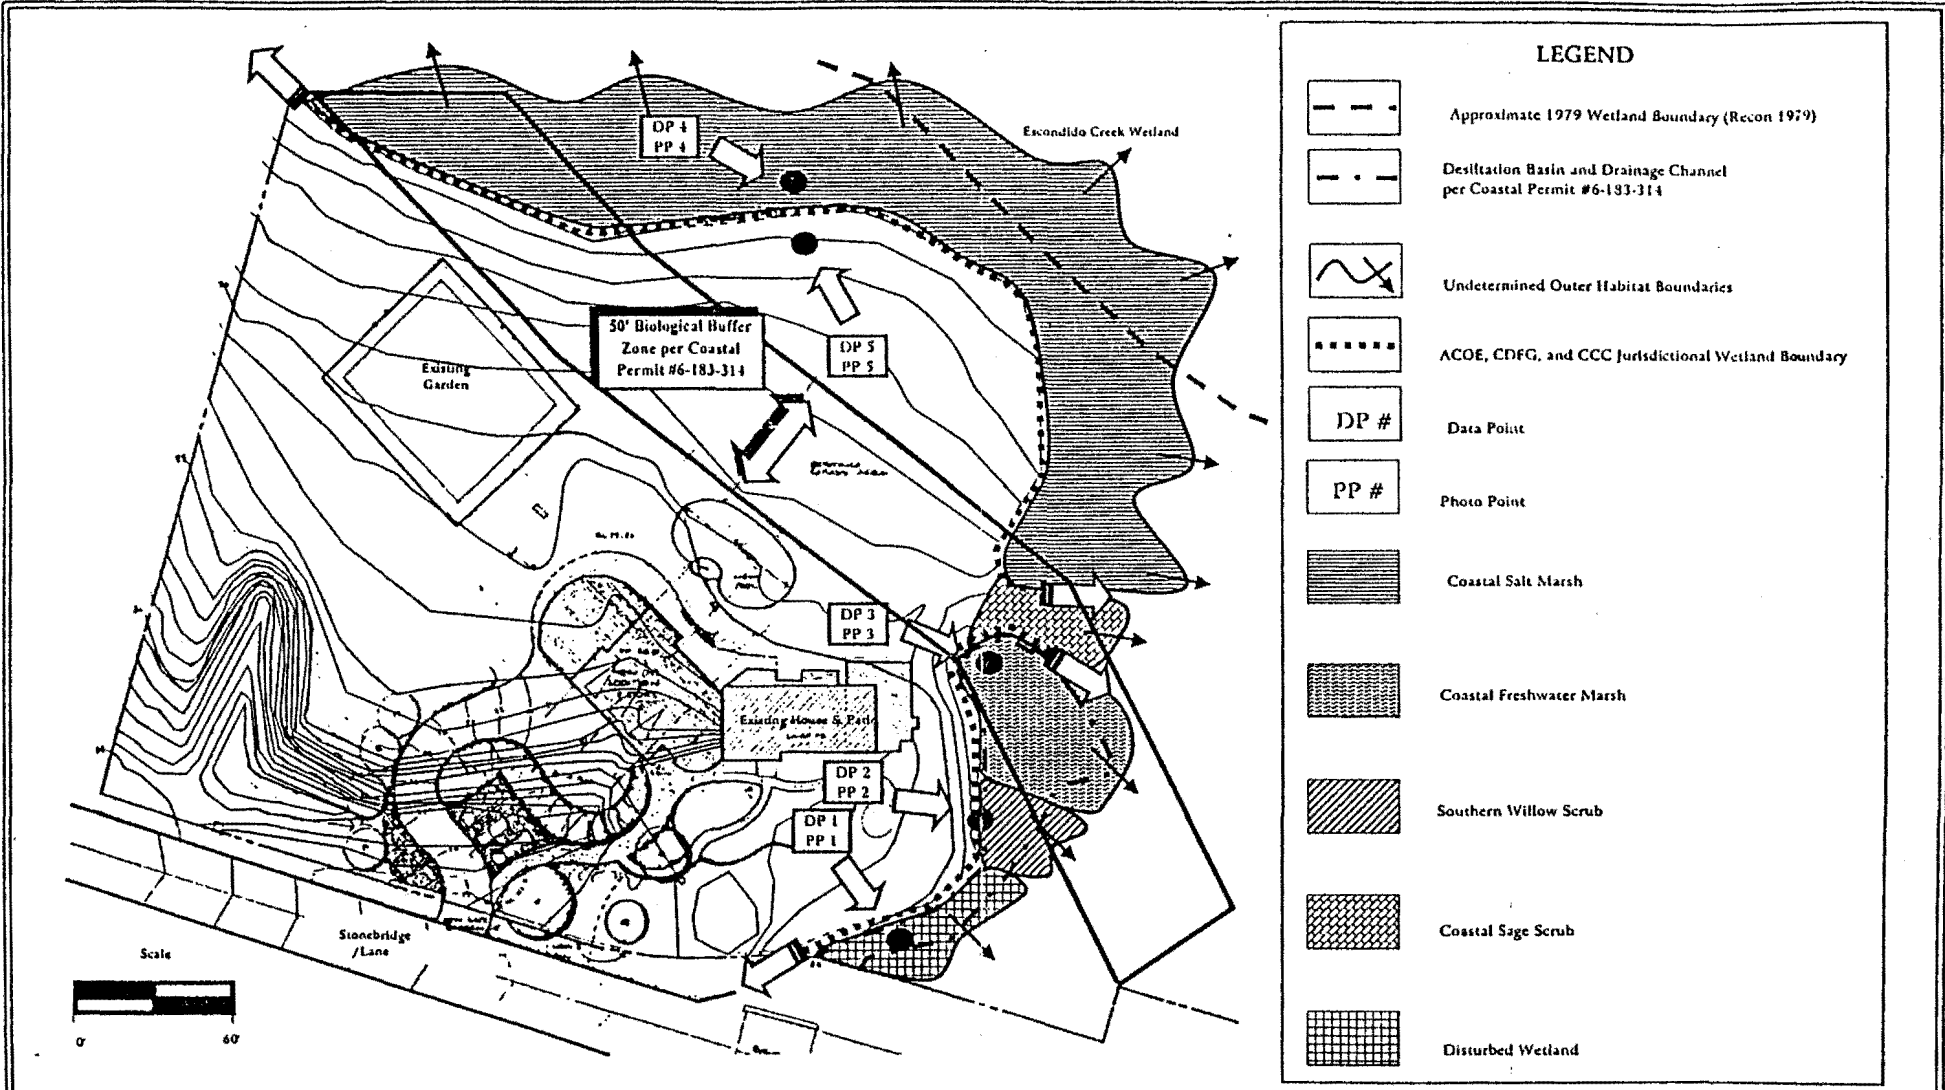 LEGEND
Approximate 1979 Wetland Boundary (Recon 1979)
Desiltation Basin and Drainage Channel
per Coastal Permit #6-183-314
Undetermined Outer Habitat Boundaries
ACOE, CDFG, and CCC Jurisdictional Wetland Boundary
DP #
Data Point
PP #
Photo Point
Coastal Salt Marsh
Coastal Freshwater Marsh
Southern Willow Scrub
Coastal Sage Scrub
Disturbed Wetland
Escondido Creek Wetland
DP 4
PP 4
50' Biological Buffer
Zone per Coastal
Permit #6-183-314
DP 5
PP 5
Existing
Garden
DP 3
PP 3
Existing House &
DP 2
PP 2
DP 1
PP 1
Stonebridge
/Lane
Scale
0'
60'